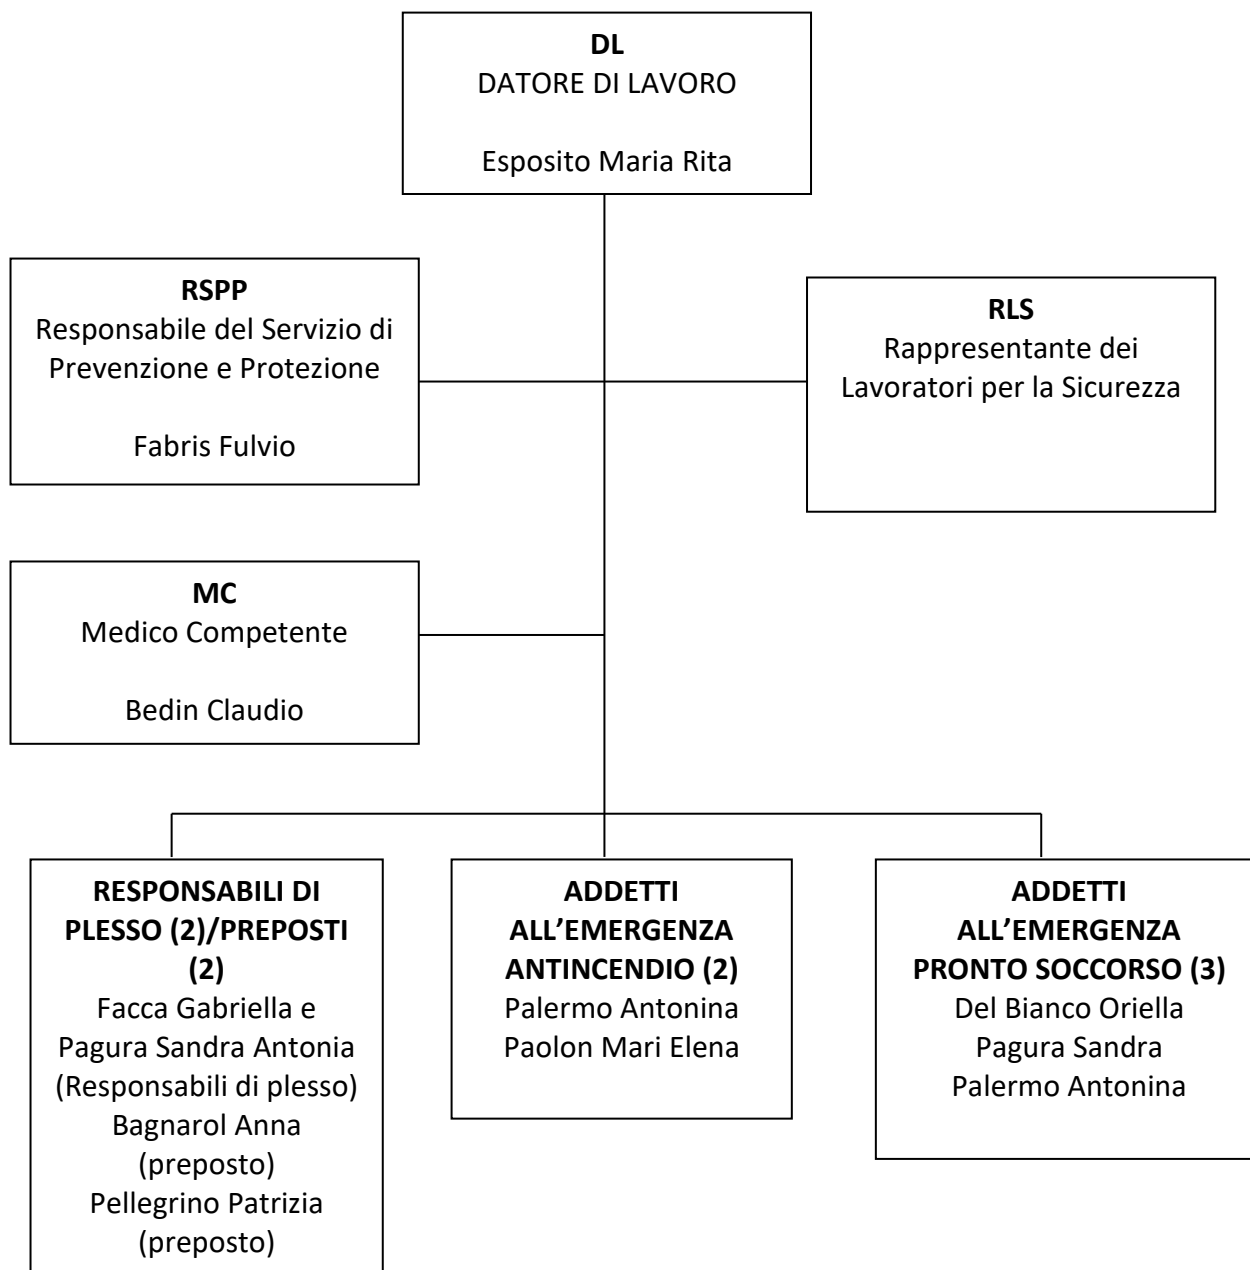 DL
DATORE DI LAVORO
Esposito Maria Rita
RSPP
Responsabile del Servizio di
Prevenzione e Protezione
Fabris Fulvio
RLS
Rappresentante dei
Lavoratori per la Sicurezza
MC
Medico Competente
Bedin Claudio
RESPONSABILI DI
PLESSO (2)/PREPOSTI
(2)
Facca Gabriella e
Pagura Sandra Antonia
(Responsabili di plesso)
Bagnarol Anna
(preposto)
Pellegrino Patrizia
(preposto)
ADDETTI
ALL’EMERGENZA
ANTINCENDIO (2)
Palermo Antonina
Paolon Mari Elena
ADDETTI
ALL’EMERGENZA
PRONTO SOCCORSO (3)
Del Bianco Oriella
Pagura Sandra
Palermo Antonina